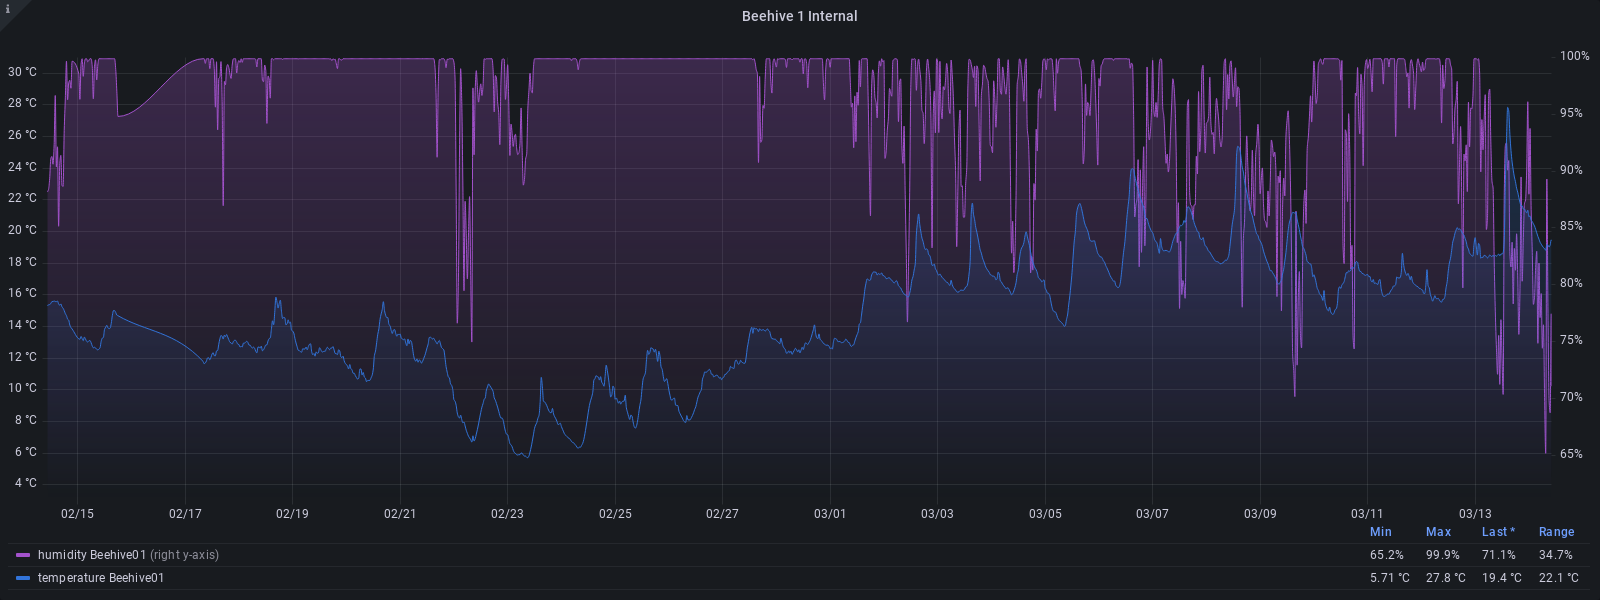 i
Beehive 1 Internal
30 °C
28 °C
26 °C
24 °C
22 °C
20 °C
18 °C
16 °C
14 °C
12 °C
10 °C
8 °C
6 °C
4 °C
100%
95%
90%
85%
80%
75%
70%
65%
02/15 02/17 02/19 02/21 02/23 02/25 02/27 03/01 03/03 03/05 03/07 03/09 03/11 03/13
Min Max Last * Range
humidity Beehive01 (right y-axis) 65.2% 99.9% 71.1% 34.7%
temperature Beehive01 5.71 °C 27.8 °C 19.4 °C 22.1 °C